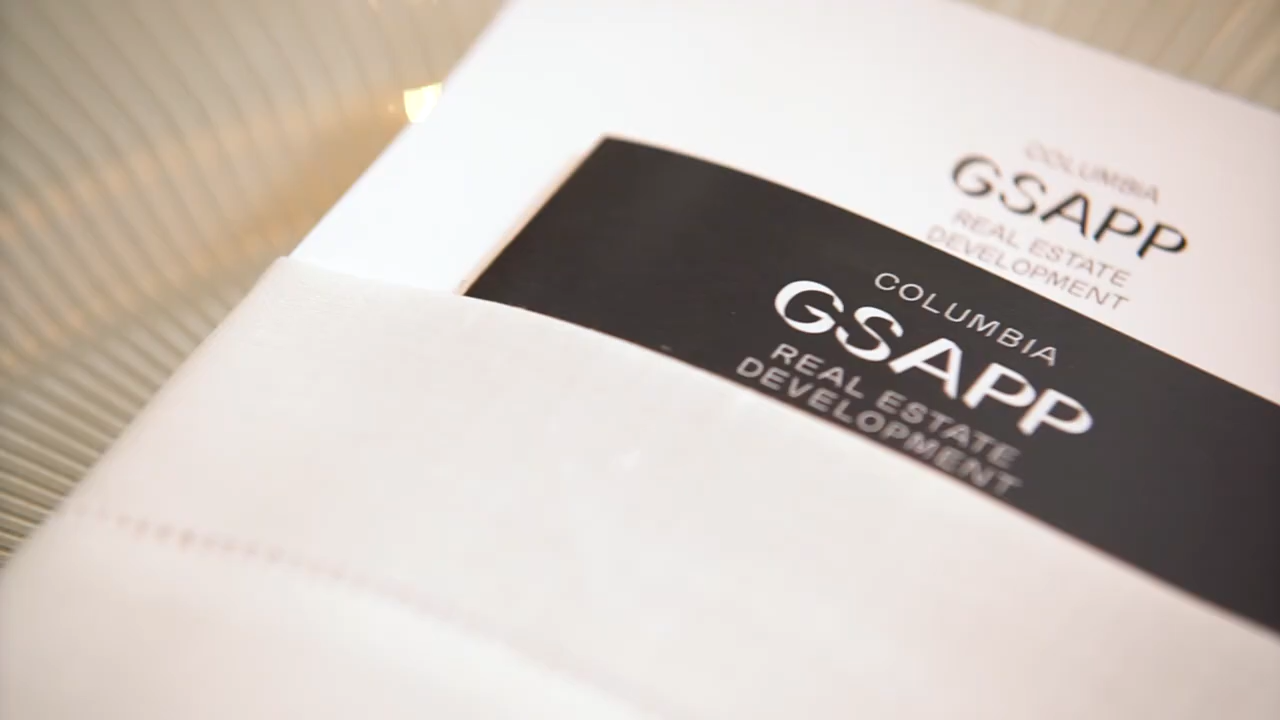 COLUMBIA
GSAPP
REAL ESTATE
DEVELOPMENT
COLUMBIA
GSAPP
REAL ESTATE
DEVELOPMENT